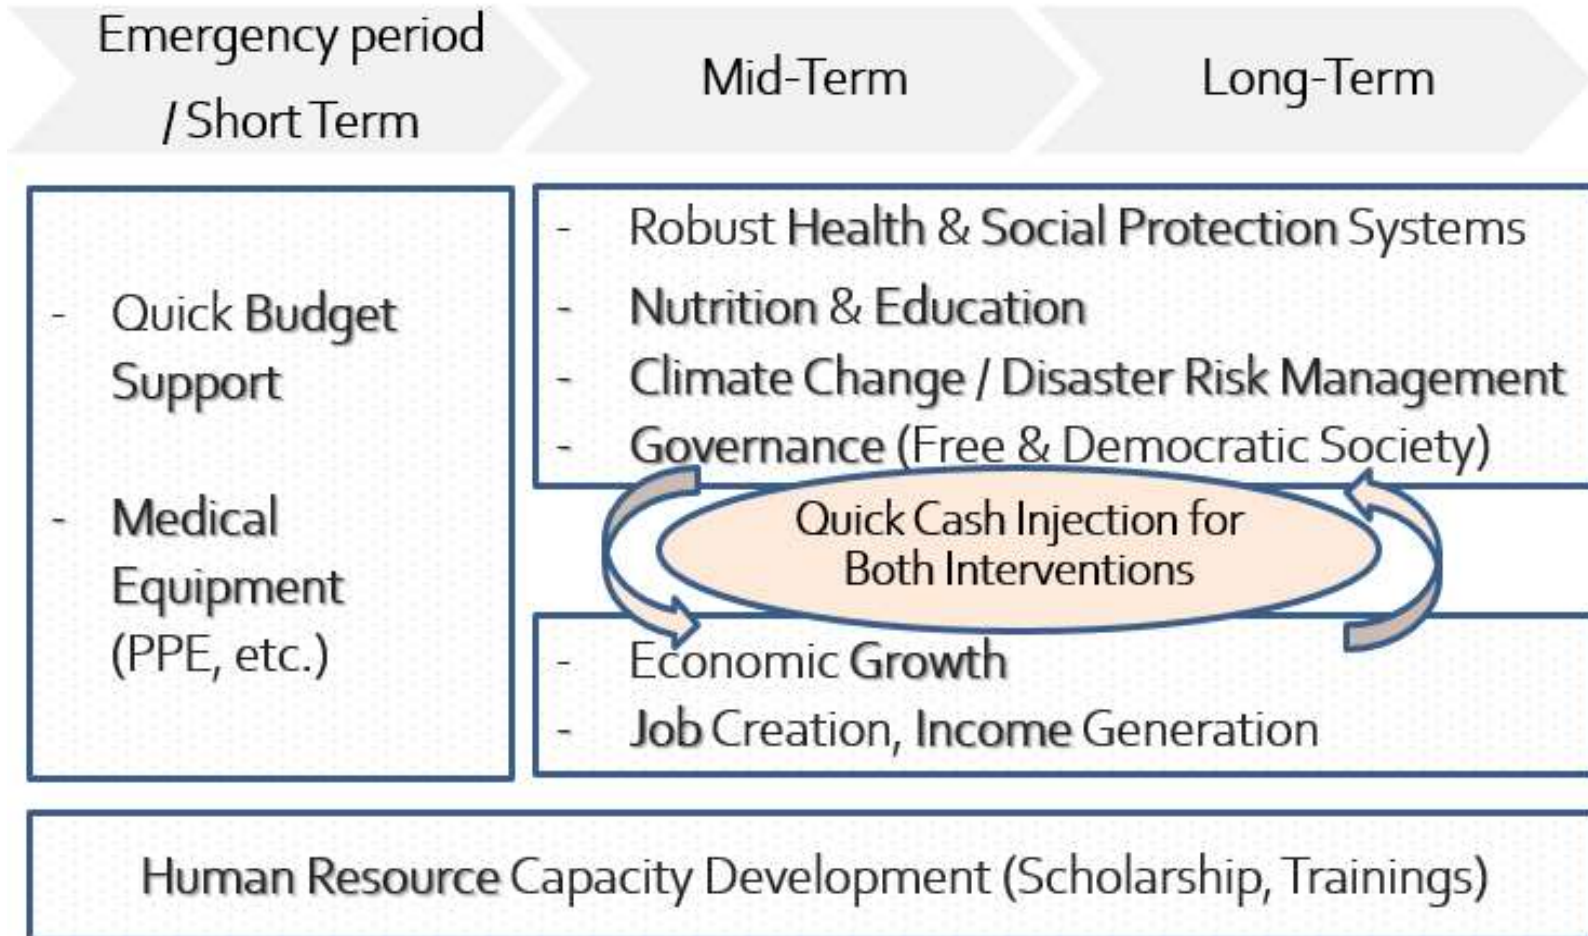 Emergency period
/ Short Term
Mid-Term
Long-Term
- Quick Budget
Support
- Medical
Equipment
(PPE, etc.)
- Robust Health & Social Protection Systems
- Nutrition & Education
- Climate Change / Disaster Risk Management
- Governance (Free & Democratic Society)
Quick Cash Injection for
Both Interventions
- Economic Growth
- Job Creation, Income Generation
Human Resource Capacity Development (Scholarship, Trainings)